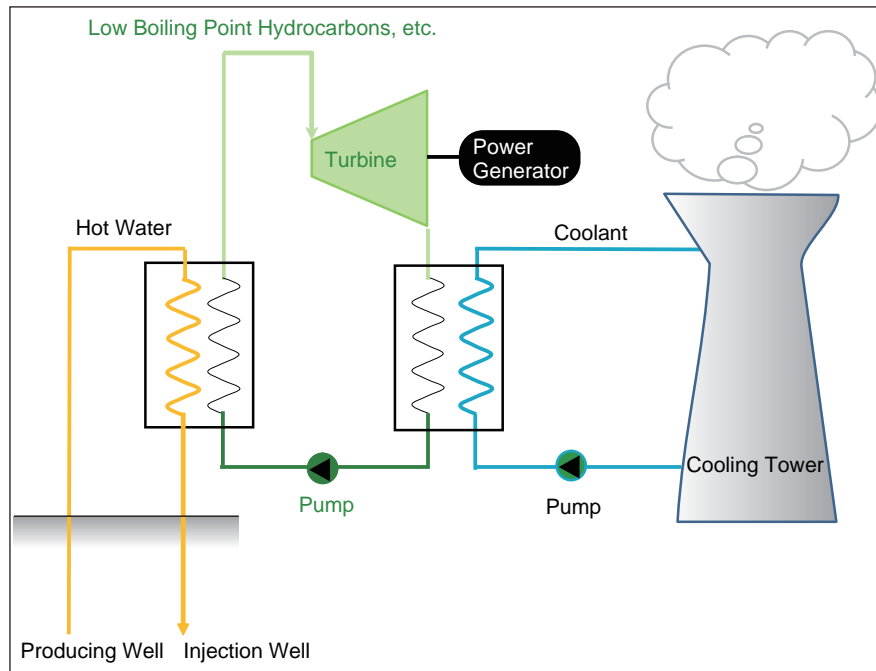 Low Boiling Point Hydrocarbons, etc.
Turbine
Power
Generator
Hot Water
Coolant
Pump
Pump
Cooling Tower
Producing Well
Injection Well